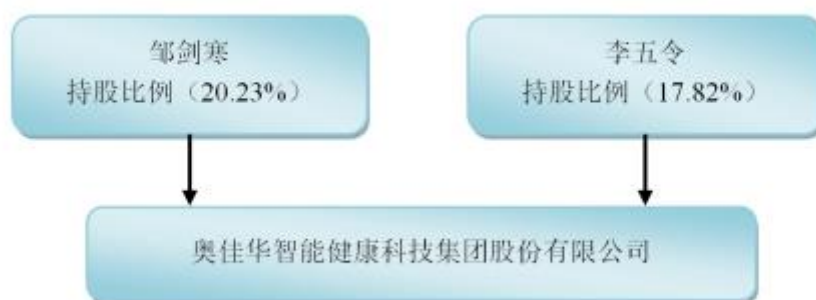 邹剑寒
持股比例（20.23%）
李五令
持股比例（17.82%）
奥佳华智能健康科技集团股份有限公司